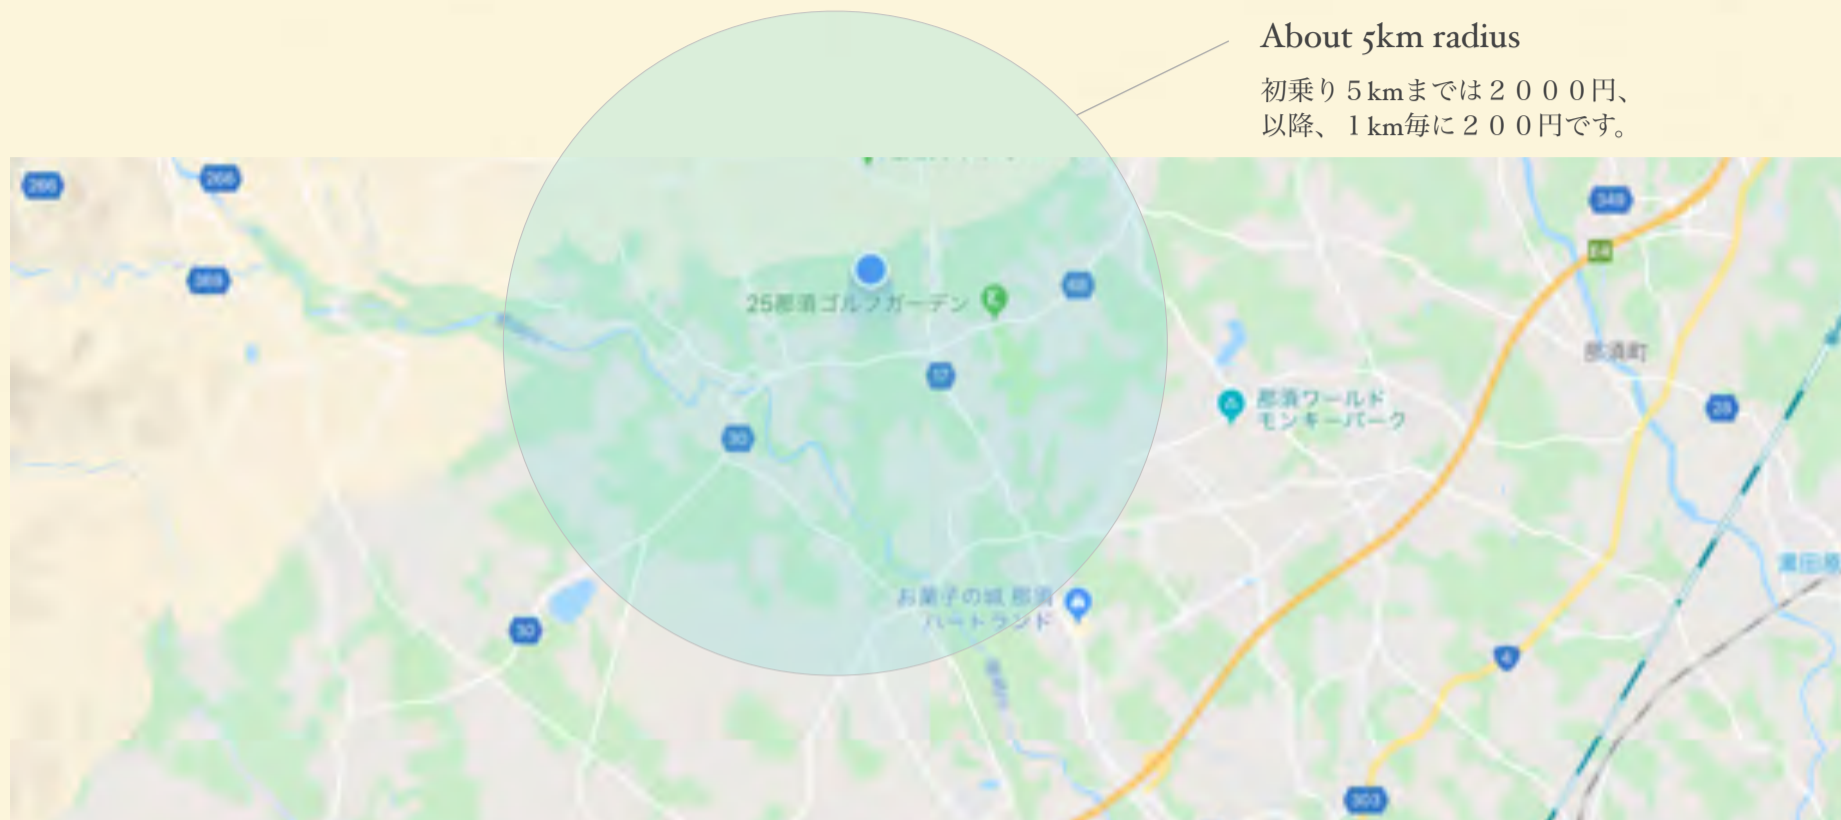 About 5km radius
初乗り５kmまでは２０００円、
以降、１km毎に２００円です。
266
266
369
349
E4
25那須ゴルフガーデン
68
17
那須町
那須ワールド
モンキーパーク
28
30
お菓子の城 那須
ハートランド
30
4
303